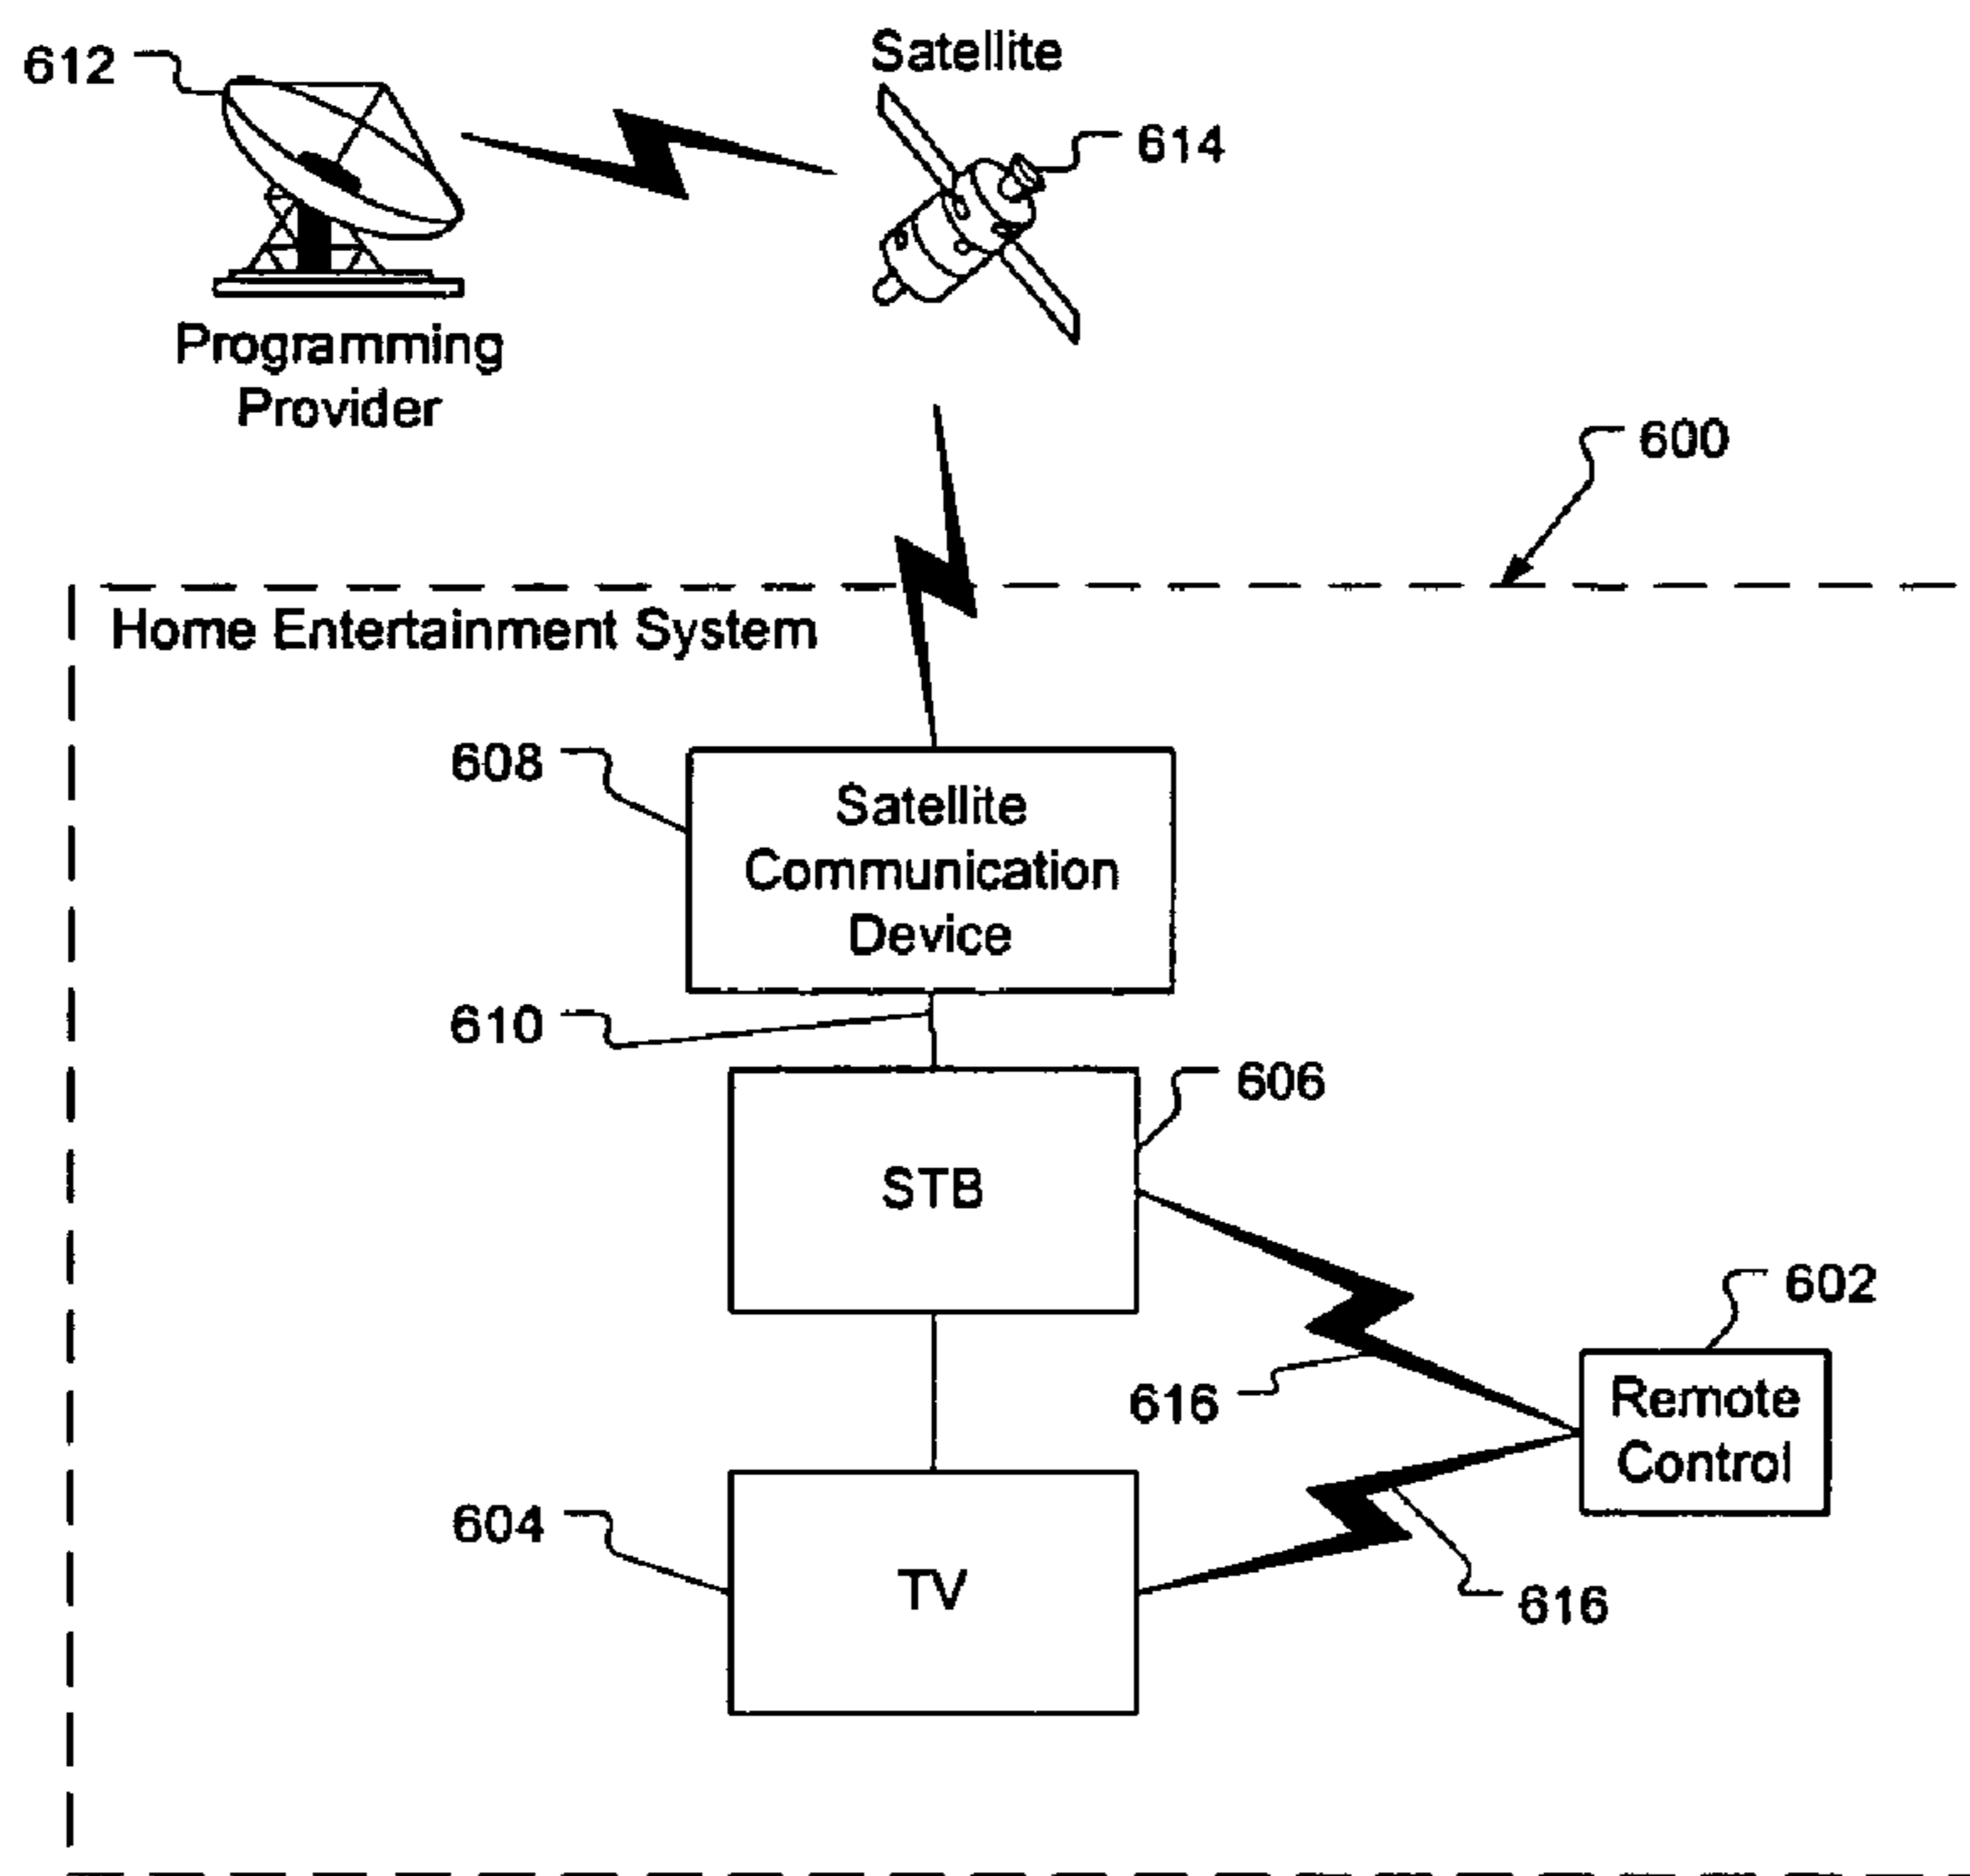 612
Satellite
614
Programming
Provider
600
Home Entertainment System
608
Satellite
Communication
Device
610
606
STB
602
616
Remote
Control
604
TV
616